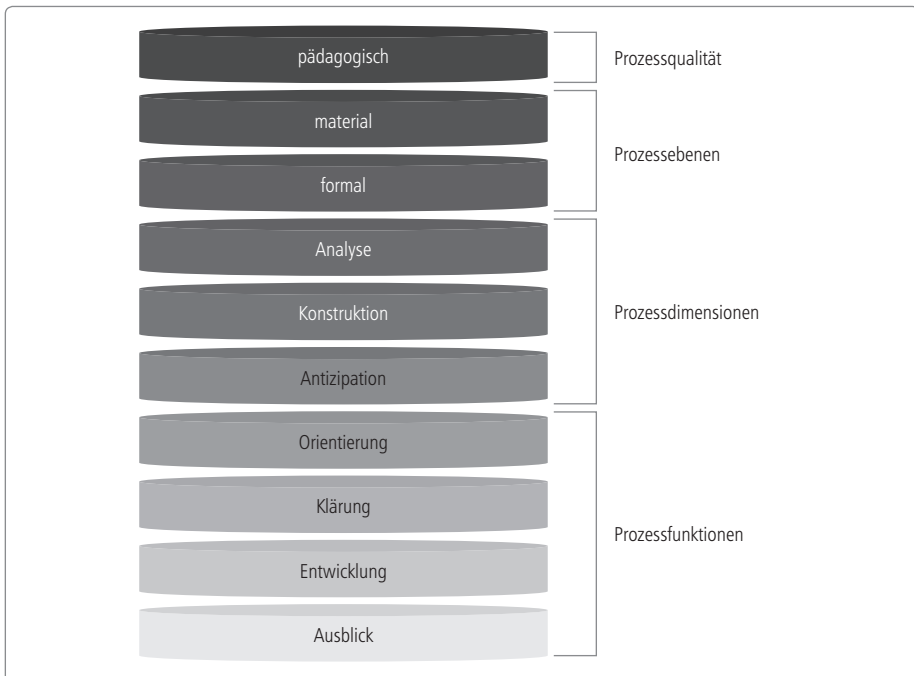 pädagogisch
Prozessqualität
material
Prozessebenen
formal
Analyse
Konstruktion
Prozessdimensionen
Antizipation
Orientierung
Klärung
Prozessfunktionen
Entwicklung
Ausblick